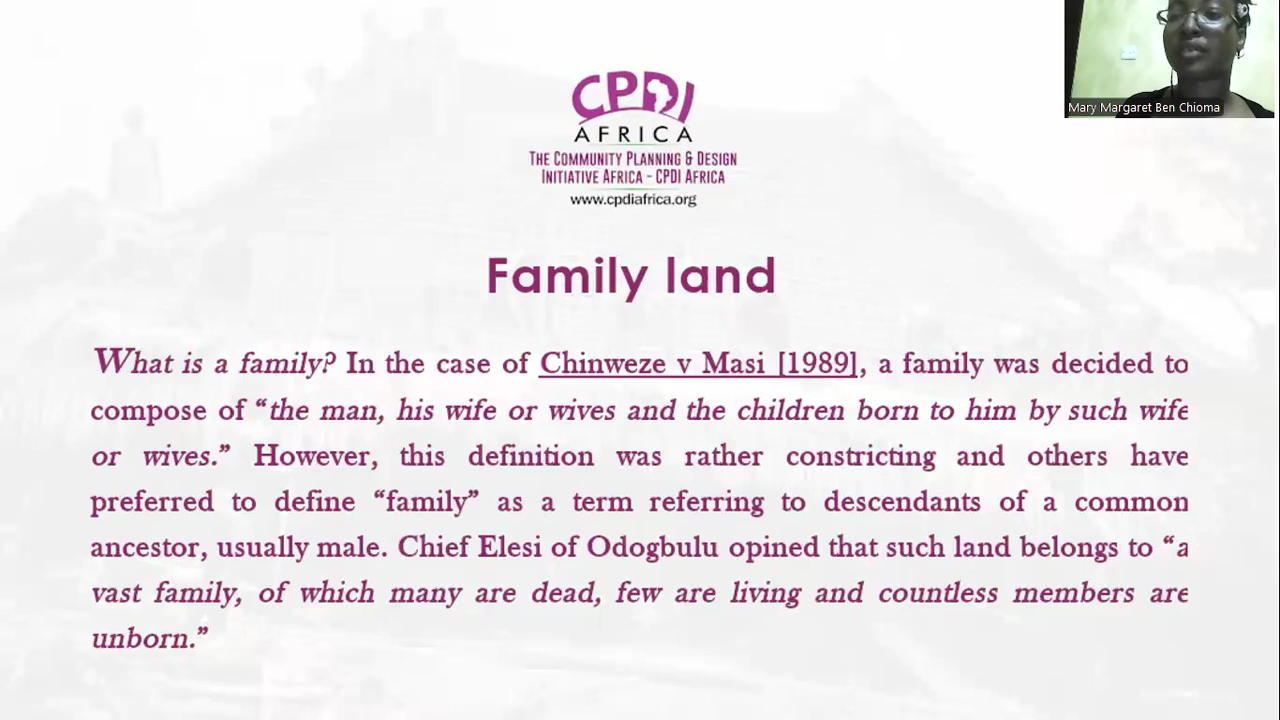 CPDI
AFRICA
THE COMMUNITY PLANNING & DESIGN
INITIATIVE AFRICA - CPDI AFRICA
www.cpdiafrica.org
Mary Margaret Ben Chioma
Family land
What is a family? In the case of Chinweze v Masi [1989], a family was decided to
compose of “the man, his wife or wives and the children born to him by such wife
or wives.” However, this definition was rather constricting and others have
preferred to define “family” as a term referring to descendants of a common
ancestor, usually male. Chief Elesi of Odogbulu opined that such land belongs to “a
vast family, of which many are dead, few are living and countless members are
unborn.”